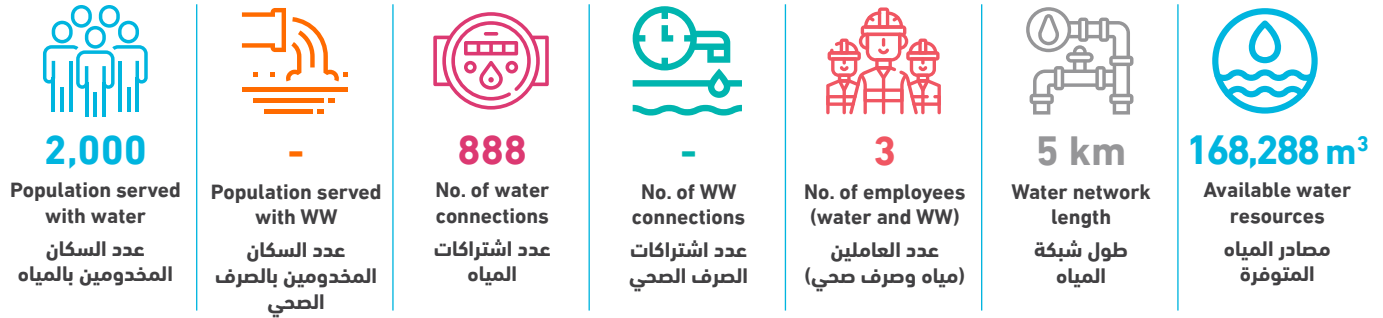 2,000
Population served
with water
عدد السكان
المخدومين بالمياه
-
Population served
with WW
عدد السكان
المخدومين بالصرف
الصحي
888
No. of water
connections
عدد اشتراكات
المياه
-
No. of WW
connections
عدد اشتراكات
الصرف الصحي
3
No. of employees
(water and WW)
عدد العاملين
(مياه وصرف صحي)
5 km
Water network
length
طول شبكة
المياه
168,288 m³
Available water
resources
مصادر المياه
المتوفرة